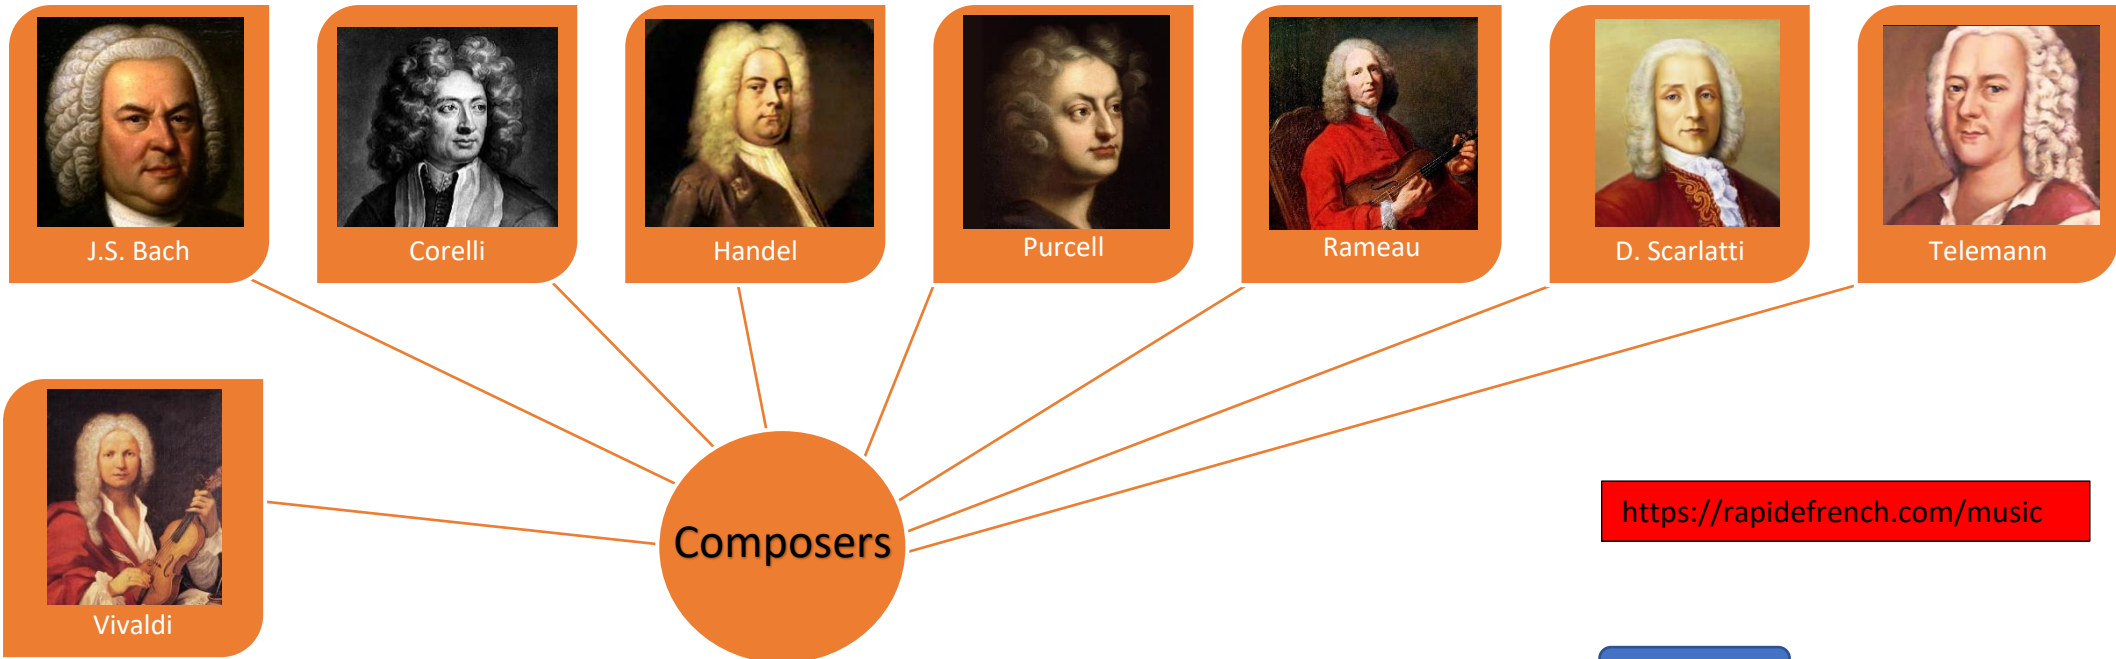 J.S. Bach
Corelli
Handel
Purcell
Rameau
D. Scarlatti
Telemann
Vivaldi
Composers
https://rapidefrench.com/music